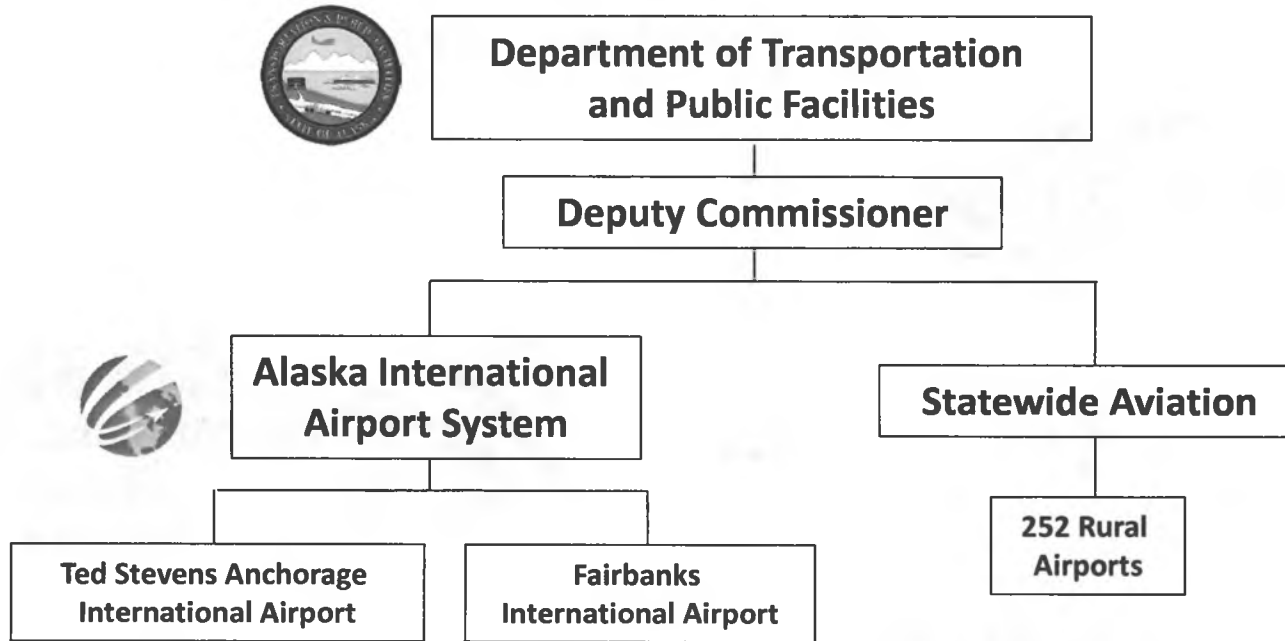 Department of Transportation
and Public Facilities
Deputy Commissioner
Alaska International
Airport System
Statewide Aviation
252 Rural
Airports
Ted Stevens Anchorage
International Airport
Fairbanks
International Airport